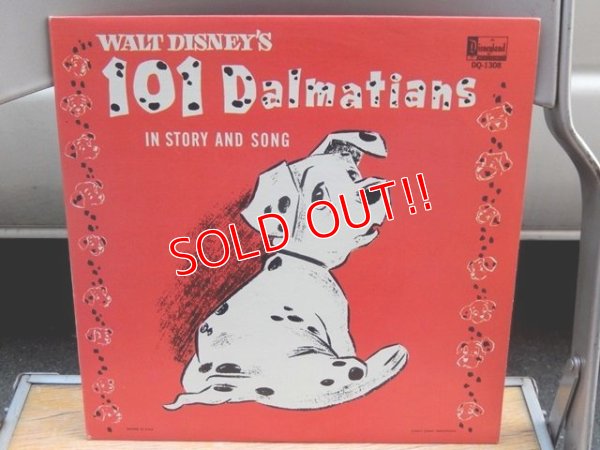 WALT DISNEY'S
Disneyland
DQ-1308
101 Dalmatians
IN STORY AND SONG
SOLD OUT!!